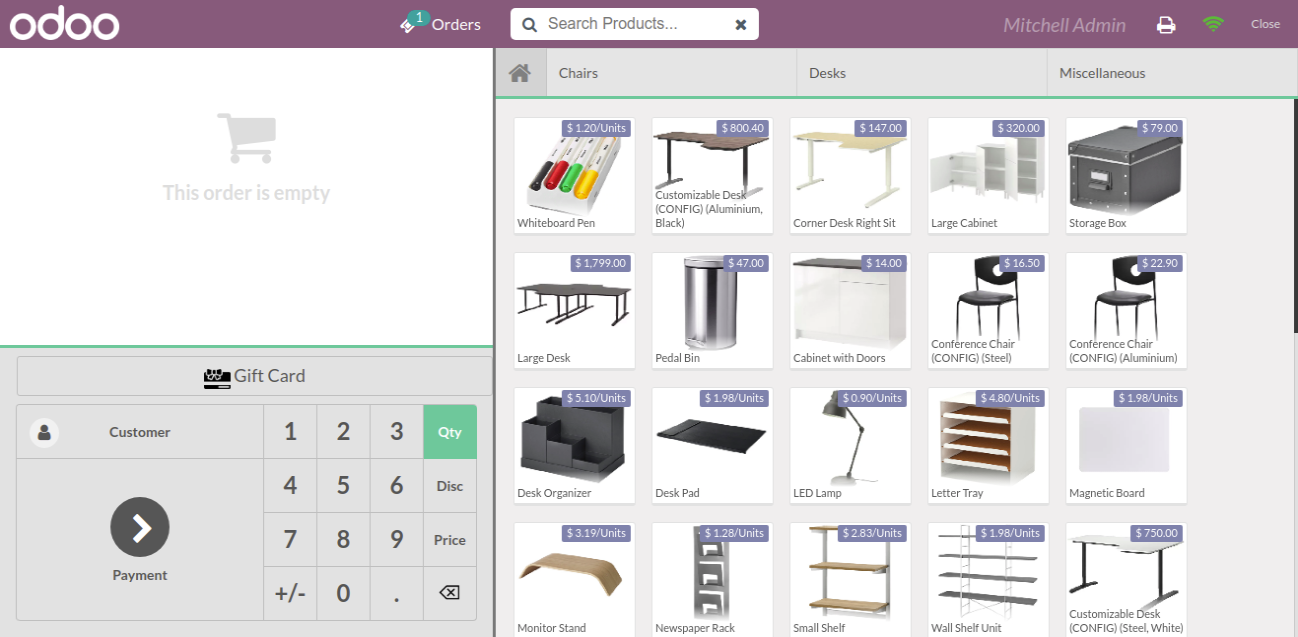 odoo
1
Orders
Search Products...
Mitchell Admin
Close
This order is empty
Gift Card
Customer
1 2 3 Qty
4 5 6 Disc
7 8 9 Price
+/- 0 .
Payment
Chairs
Desks
Miscellaneous
$ 1.20/Units
Whiteboard Pen
$ 800.40
Customizable Desk
(CONFIG) (Aluminium,
Black)
$ 147.00
Corner Desk Right Sit
$ 320.00
Large Cabinet
$ 79.00
Storage Box
$ 1,799.00
Large Desk
$ 47.00
Pedal Bin
$ 14.00
Cabinet with Doors
$ 16.50
Conference Chair
(CONFIG) (Steel)
$ 22.90
Conference Chair
(CONFIG) (Aluminium)
$ 5.10/Units
Desk Organizer
$ 1.98/Units
Desk Pad
$ 0.90/Units
LED Lamp
$ 4.80/Units
Letter Tray
$ 1.98/Units
Magnetic Board
$ 3.19/Units
Monitor Stand
$ 1.28/Units
Newspaper Rack
$ 2.83/Units
Small Shelf
$ 1.98/Units
Wall Shelf Unit
$ 750.00
Customizable Desk
(CONFIG) (Steel, White)